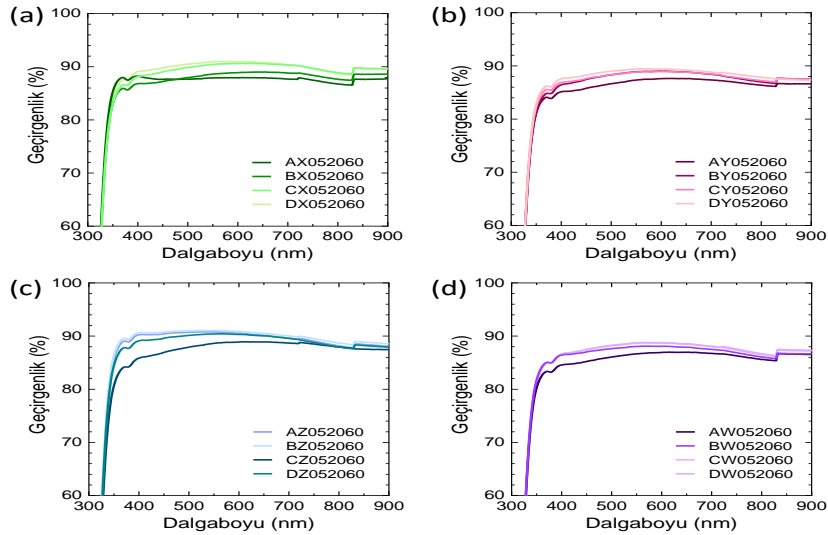 (a)
100
90
80
70
60
Geçirgenlik (%)
AX052060
BX052060
CX052060
DX052060
300 400 500 600 700 800 900
Dalgaboyu (nm)
(b)
100
90
80
70
60
Geçirgenlik (%)
AY052060
BY052060
CY052060
DY052060
300 400 500 600 700 800 900
Dalgaboyu (nm)
(c)
100
90
80
70
60
Geçirgenlik (%)
AZ052060
BZ052060
CZ052060
DZ052060
300 400 500 600 700 800 900
Dalgaboyu (nm)
(d)
100
90
80
70
60
Geçirgenlik (%)
AW052060
BW052060
CW052060
DW052060
300 400 500 600 700 800 900
Dalgaboyu (nm)